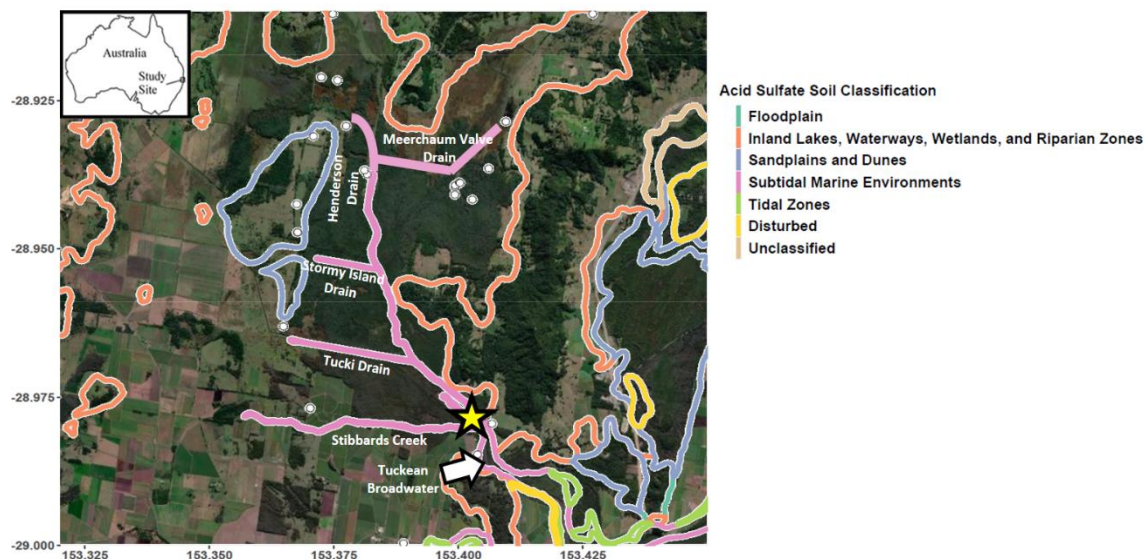 Australia
Study
Site
-28.925
-28.950
-28.975
-29.000
153.325
153.350
153.375
153.400
153.425
Meerchaum Valve
Drain
Henderson
Drain
Stormy Island
Drain
Tucki Drain
Stibbards Creek
Tuckean
Broadwater
Acid Sulfate Soil Classification
Floodplain
Inland Lakes, Waterways, Wetlands, and Riparian Zones
Sandplains and Dunes
Subtidal Marine Environments
Tidal Zones
Disturbed
Unclassified